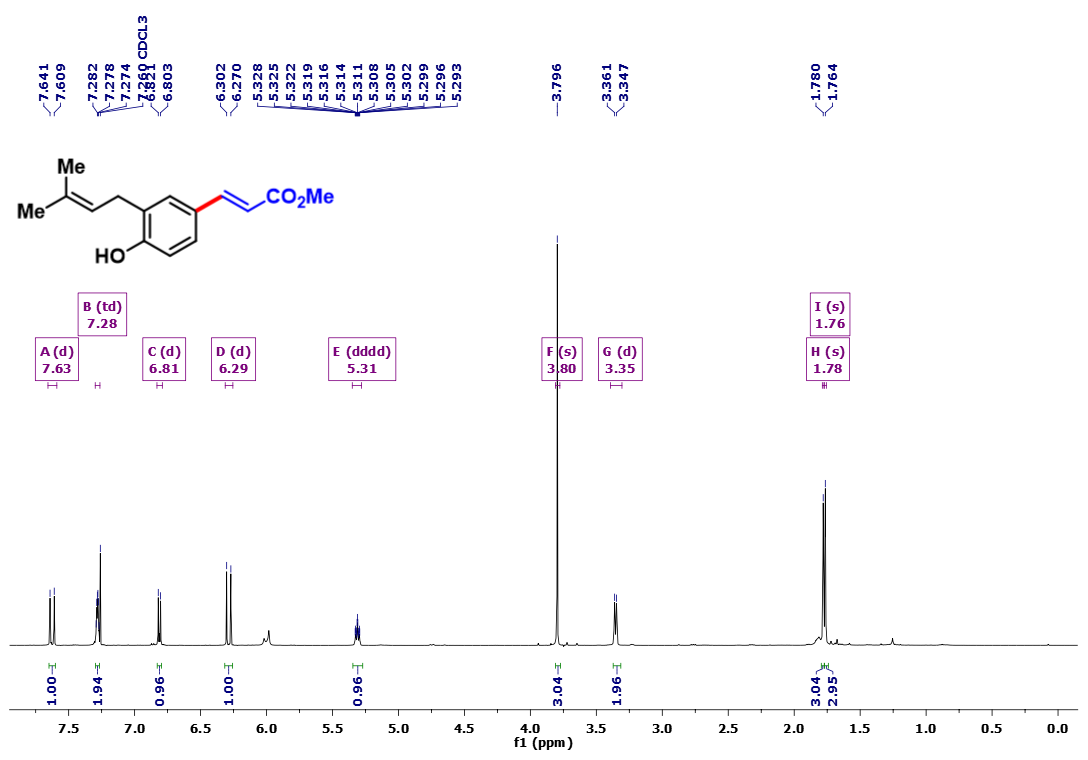 7.641
7.609
7.282
7.278
7.274
7.260 CDCL3
6.821
6.803
6.302
6.270
5.328
5.325
5.322
5.319
5.316
5.314
5.311
5.308
5.305
5.302
5.299
5.296
5.293
3.796
3.361
3.347
1.780
1.764
Me
Me
HO
CO2Me
B (td)
7.28
I (s)
1.76
A (d)
7.63
C (d)
6.81
D (d)
6.29
E (dddd)
5.31
F (s)
3.80
G (d)
3.35
H (s)
1.78
1.00
1.94
0.96
1.00
0.96
3.04
1.96
3.04
2.95
7.5 7.0 6.5 6.0 5.5 5.0 4.5 4.0 3.5 3.0 2.5 2.0 1.5 1.0 0.5 0.0
f1 (ppm)